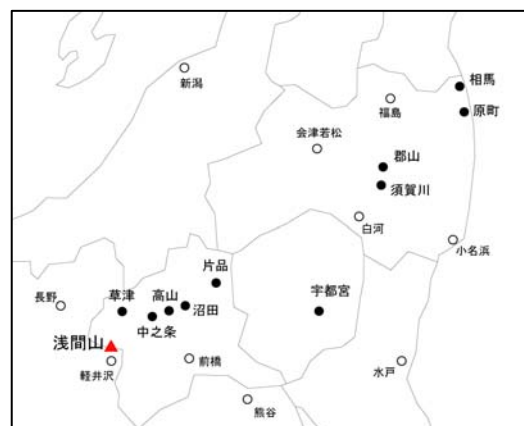 相馬
新潟
福島
原町
会津若松
郡山
須賀川
白河
小名浜
片品
長野
草津
高山
沼田
宇都宮
中之条
浅間山
前橋
軽井沢
水戸
熊谷